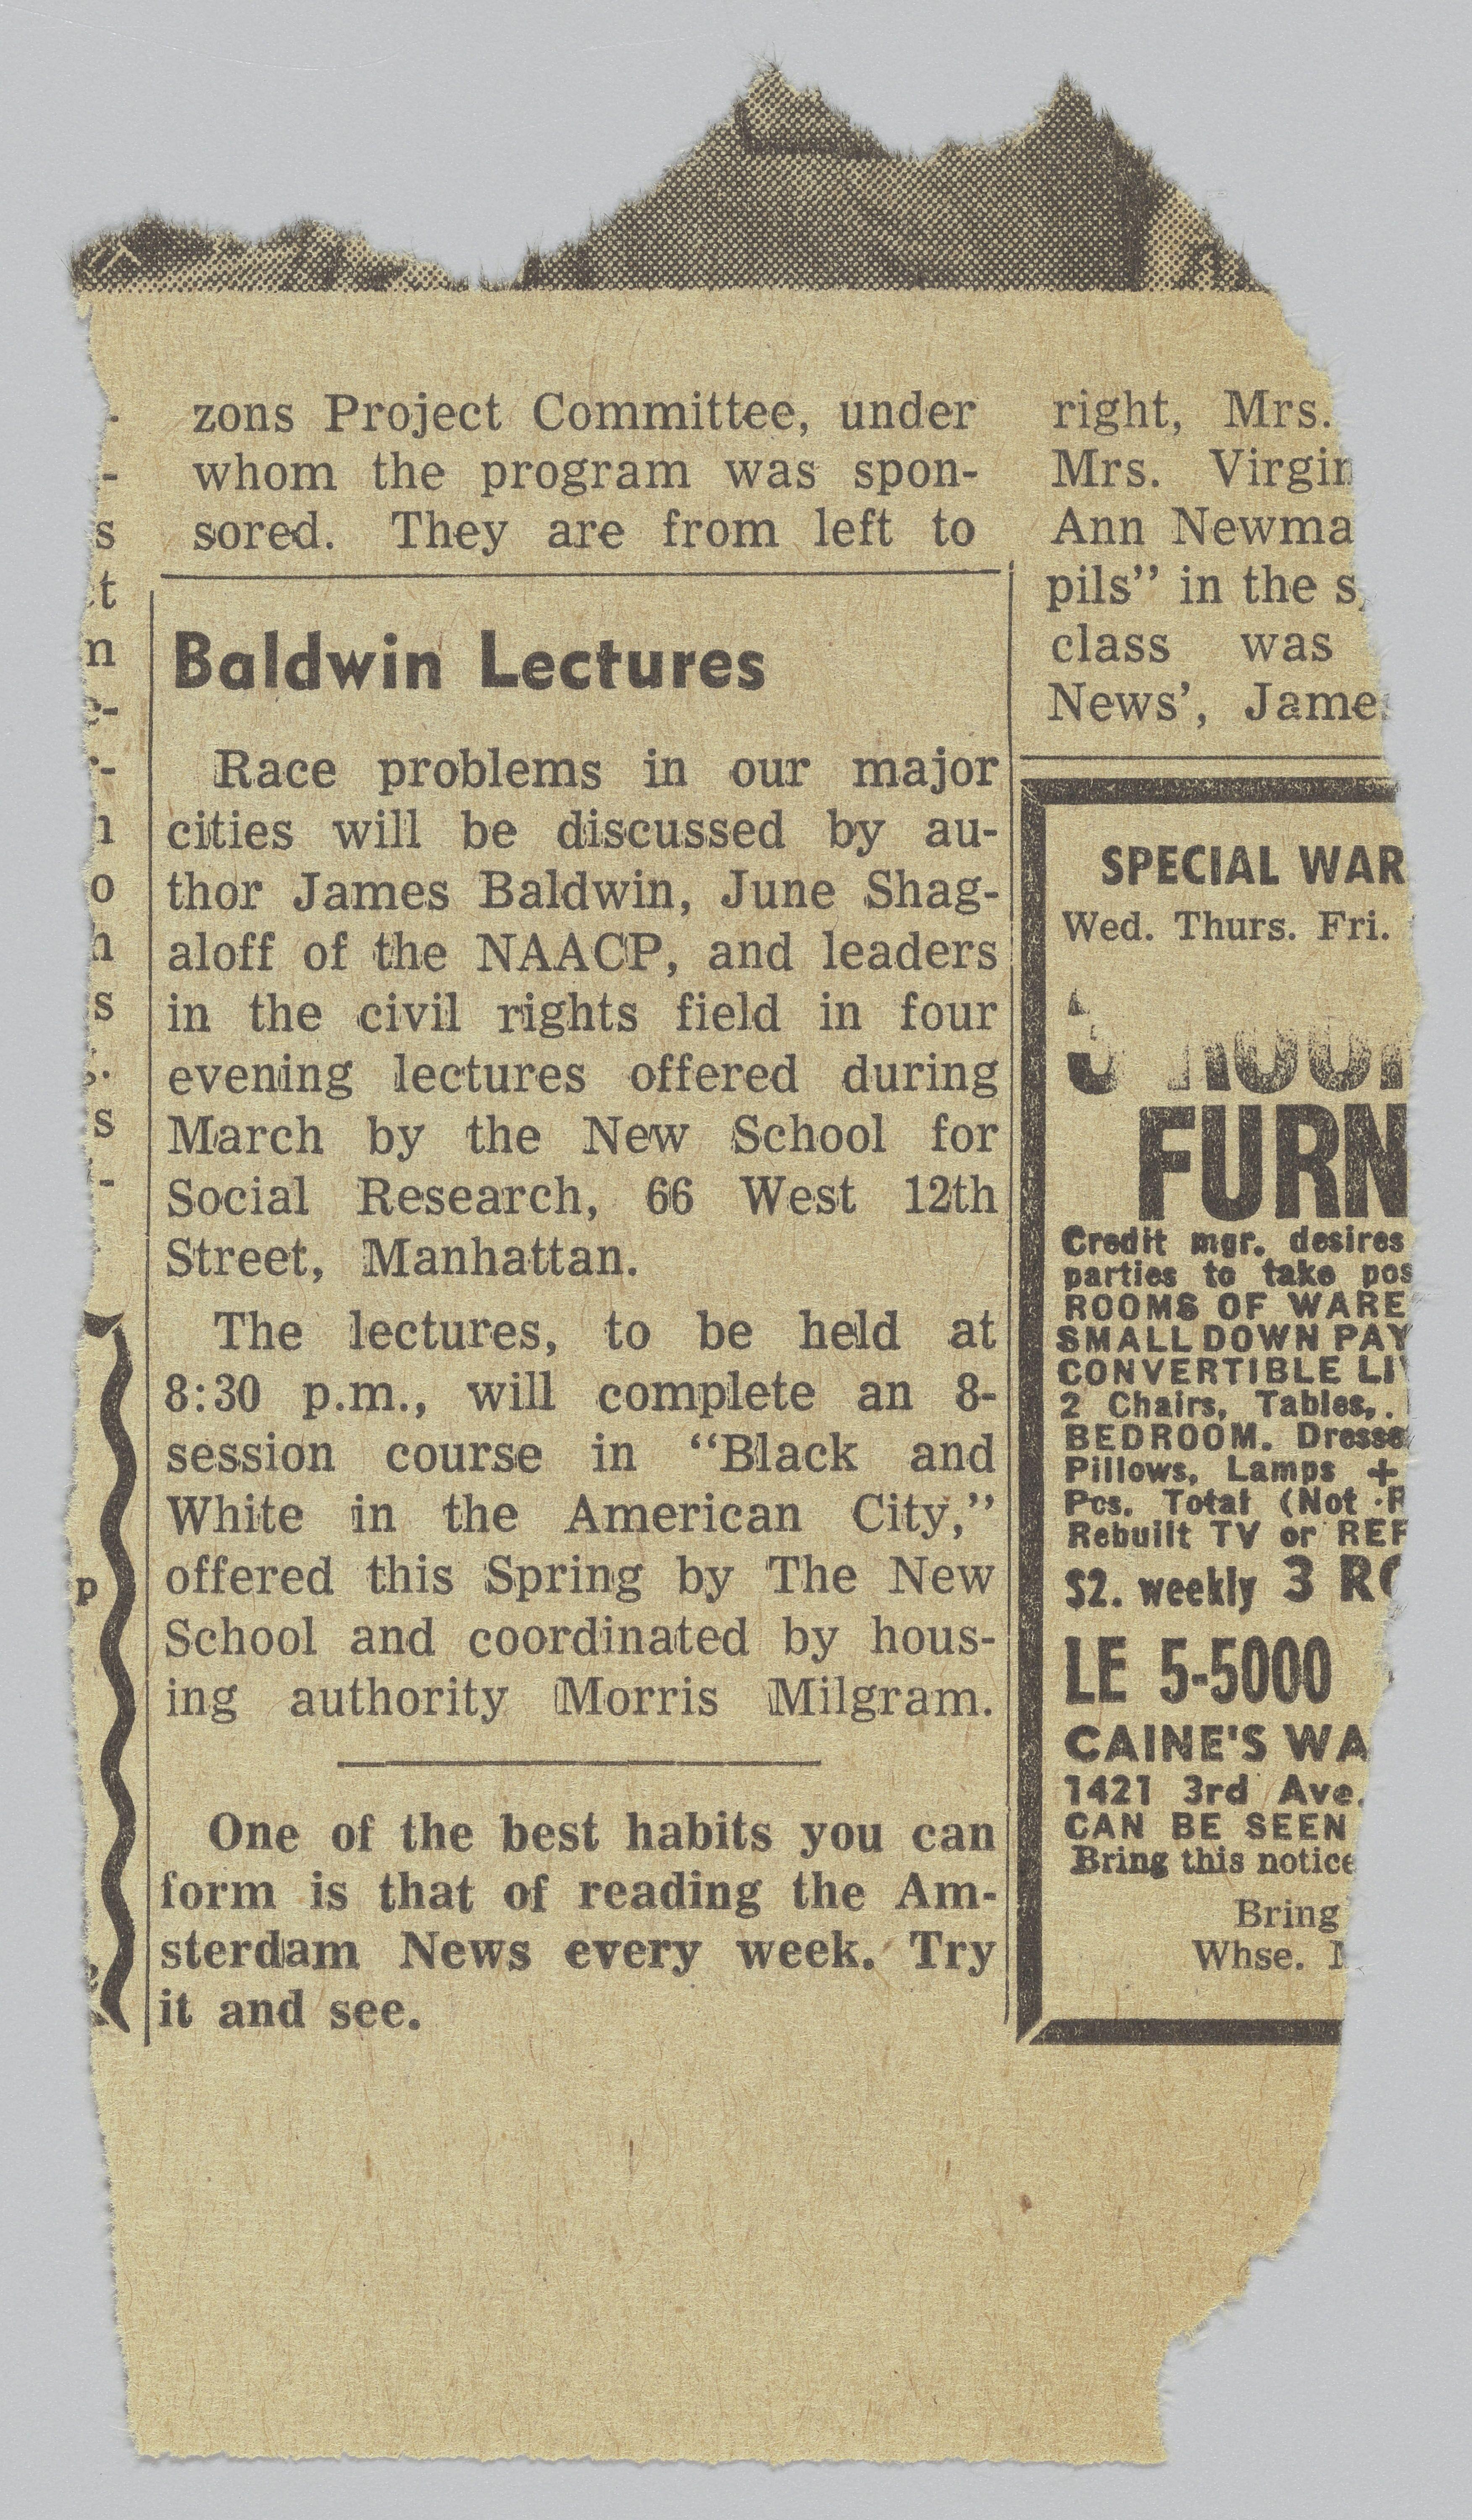 zons Project Committee, under
whom the program was spon-
sored. They are from left to
Baldwin Lectures
Race problems in our major
cities will be discussed by au-
thor James Baldwin, June Shag-
aloff of the NAACP, and leaders
in the civil rights field in four
evening lectures offered during
March by the New School for
Social Research, 66 West 12th
Street, Manhattan.
The lectures, to be held at
8:30 p.m., will complete an 8-
session course in “Black and
White in the American City,”
offered this Spring by The New
School and coordinated by hous-
ing authority Morris Milgram.
One of the best habits you can
form is that of reading the Am-
sterdam News every week. Try
it and see.
right, Mrs.
Mrs.
Ann
pils” in the
class was
News’,
SPECIAL
Wed. Thurs. Fri.
Credit mgr. desires
parties to take
ROOMS OF
SMALL DOWN
CONVERTIBLE
2 Chairs, Tables,
BEDROOM.
Pillows, Lamps +
Pcs. Total (Not
Rebuilt TV or
$2. weekly 3
LE 5-5000
CAINE'S
1421 3rd Ave.
CAN BE SEEN
Bring this notice
Bring
Whse.